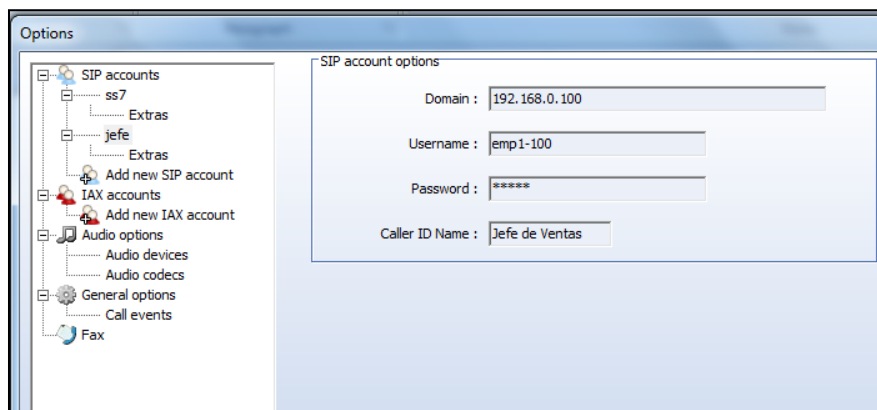 Options
SIP accounts
ss7
Extras
jefe
Extras
Add new SIP account
IAX accounts
Add new IAX account
Audio options
Audio devices
Audio codecs
General options
Call events
Fax
SIP account options
Domain : 192.168.0.100
Username : emp1-100
Password : *****
Caller ID Name : Jefe de Ventas